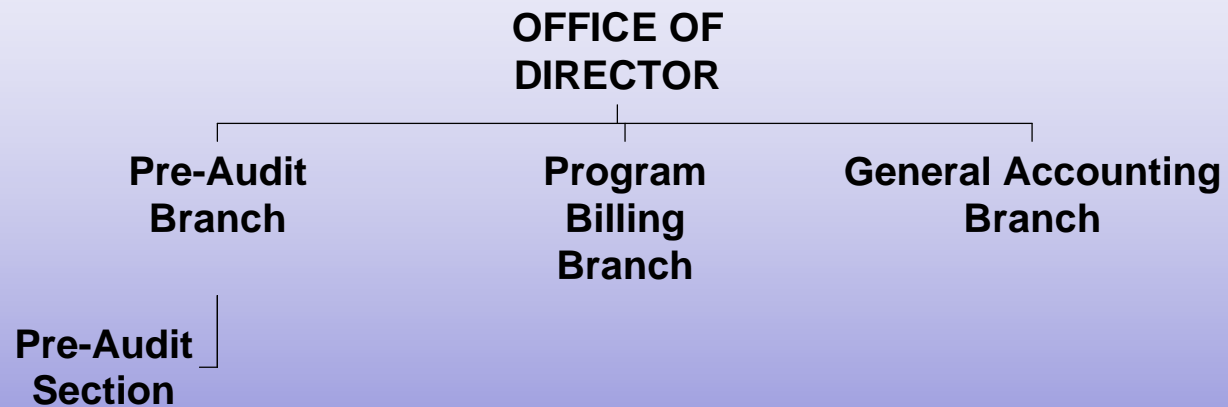 OFFICE OF
DIRECTOR
Pre-Audit
Branch
Program
Billing
Branch
General Accounting
Branch
Pre-Audit
Section